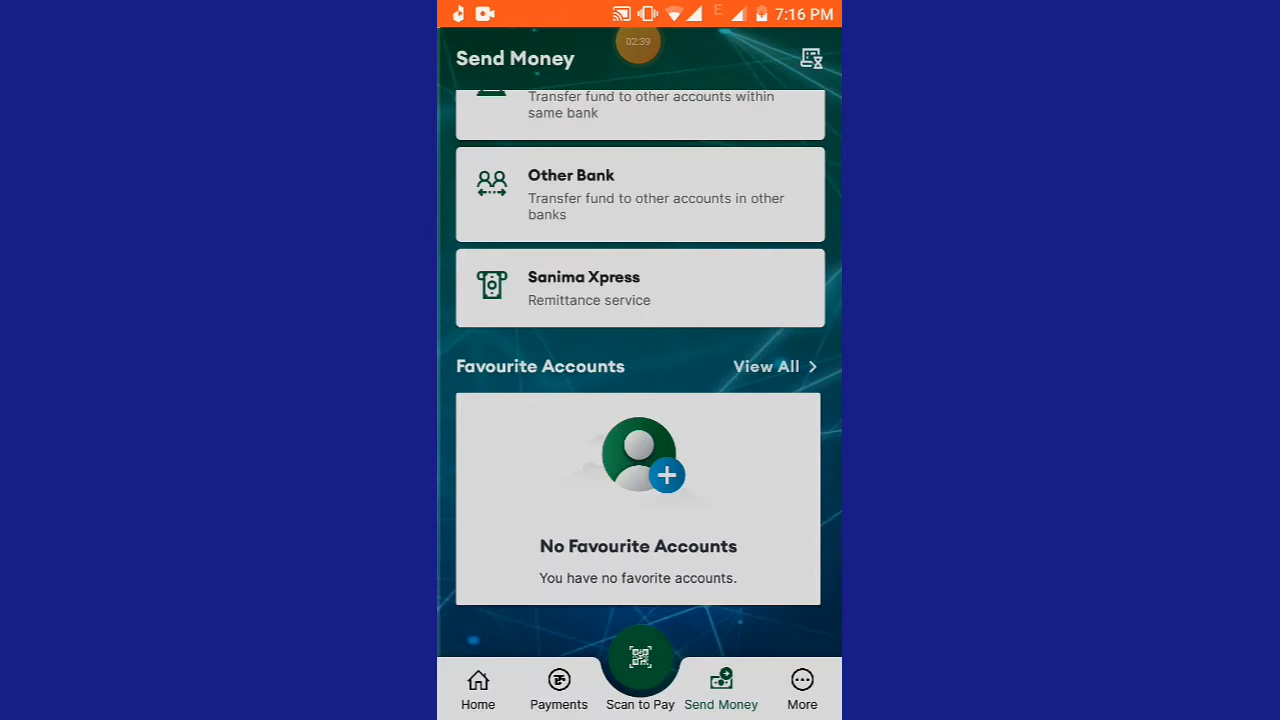 E
7:16 PM
02:39
Send Money
Transfer fund to other accounts within
same bank
Other Bank
Transfer fund to other accounts in other
banks
Sanima Xpress
Remittance service
Favourite Accounts
View All
No Favourite Accounts
You have no favorite accounts.
Home
Payments
Scan to Pay
Send Money
More